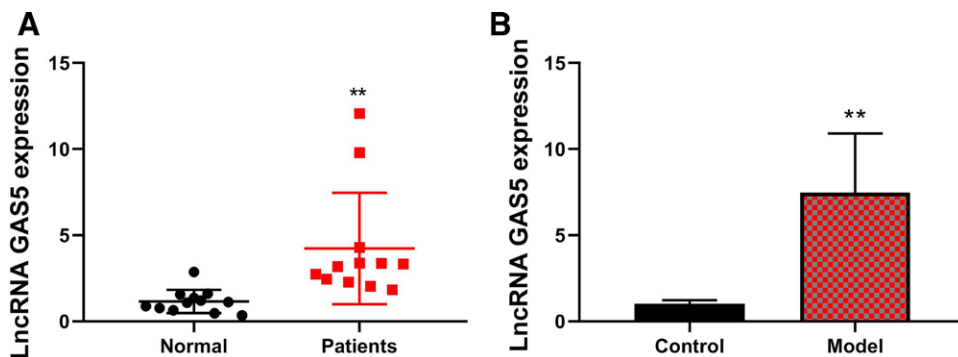 A
LncRNA GAS5 expression
15
10
5
0
**
Normal
Patients
B
LncRNA GAS5 expression
15
10
5
0
**
Control
Model